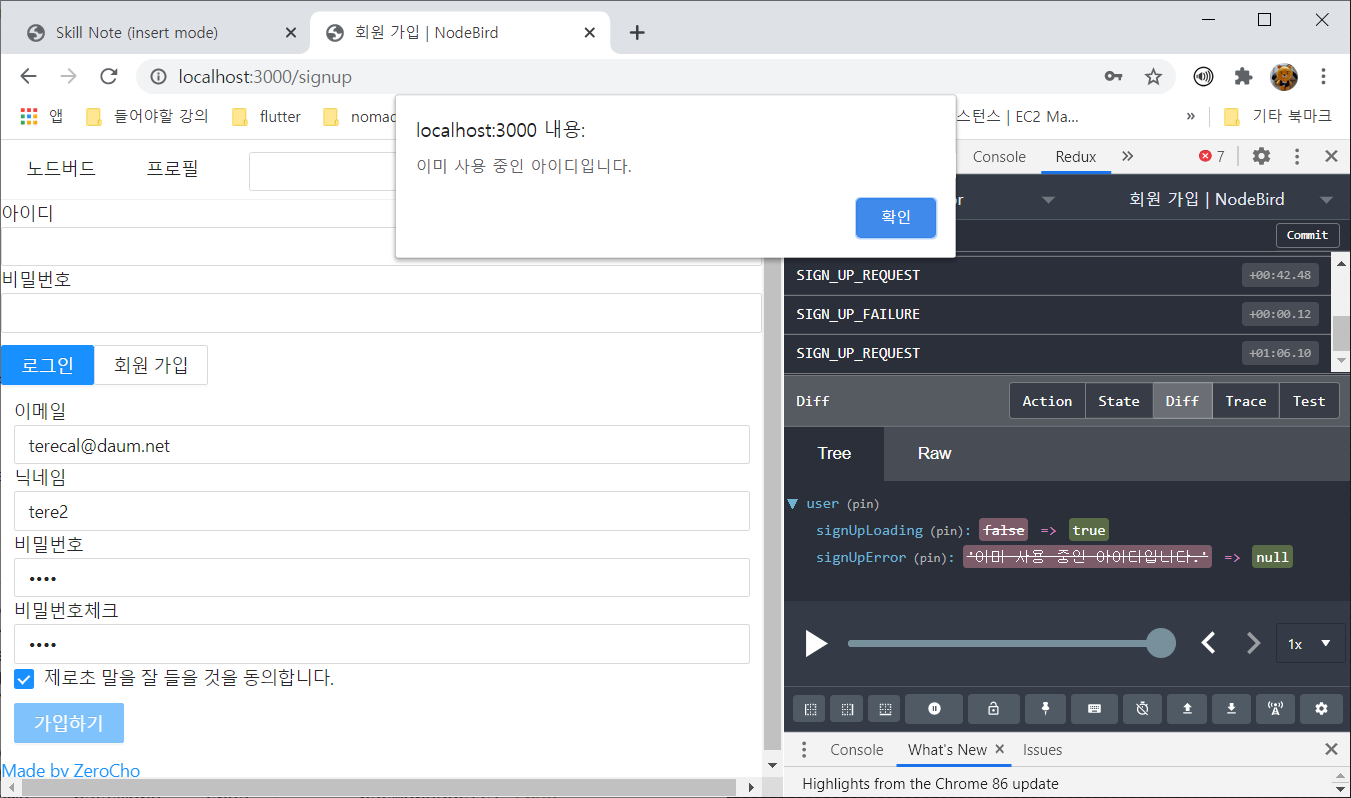 Skill Note (insert mode)
회원 가입 | NodeBird
localhost:3000/signup
앱
들어야할 강의
flutter
스턴스 | EC2 Ma...
»
기타 북마크
localhost:3000 내용:
이미 사용 중인 아이디입니다.
확인
노드버드
프로필
아이디
비밀번호
로그인
회원 가입
이메일
terecal@daum.net
닉네임
tere2
비밀번호
••••
비밀번호체크
••••
제로초 말을 잘 들을 것을 동의합니다.
가입하기
Made by ZeroCho
Console
Redux
»
7
회원 가입 | NodeBird
Commit
SIGN_UP_REQUEST +00:42.48
SIGN_UP_FAILURE +00:00.12
SIGN_UP_REQUEST +01:06.10
Diff
Action State Diff Trace Test
Tree Raw
user (pin)
signUpLoading (pin): false => true
signUpError (pin): '이미 사용 중인 아이디입니다.' => null
1x
Console What's New Issues
Highlights from the Chrome 86 update